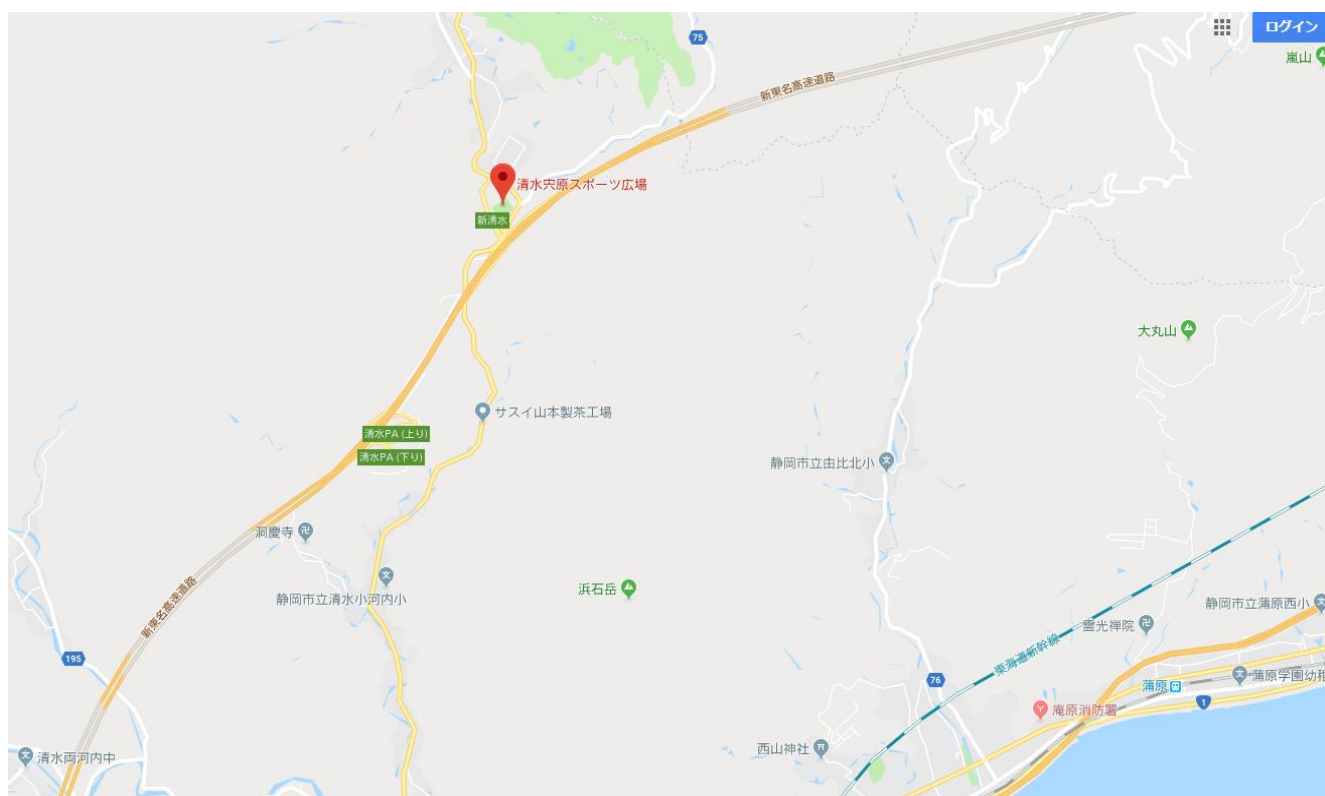 75
ログイン
嵐山
新東名高速道路
清水宍原スポーツ広場
新清水
大丸山
サスイ山本製茶工場
清水PA (上り)
清水PA (下り)
静岡市立由比北小
洞慶寺
静岡市立清水小河内小
浜石岳
静岡市立蒲原西小
新東名高速道路
霊光禅院
東海道新幹線
195
76
蒲原
蒲原学園幼稚
1
庵原消防署
西山神社
清水両河内中